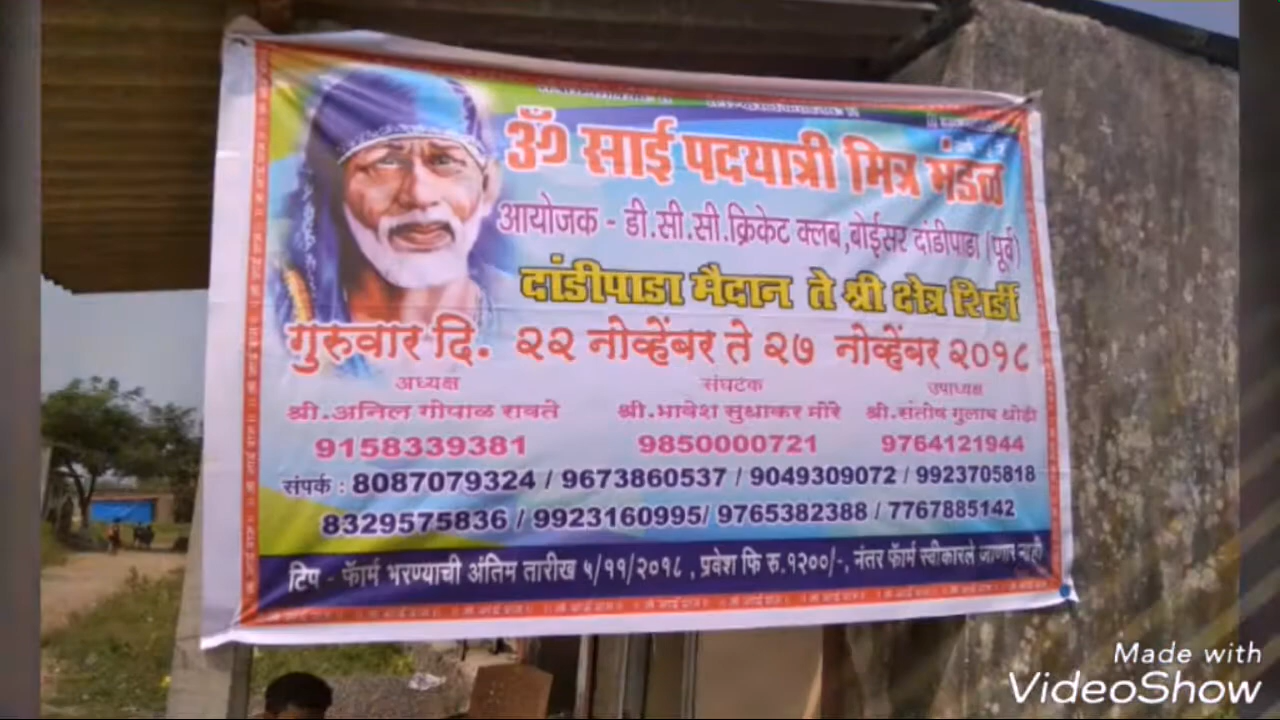 ॐ साई पदयात्री मित्र मंडळ
आयोजक - डी.सी.सी.क्रिकेट क्लब,बोईसर दांडीपाडा (पूर्व)
दांडीपाडा मैदान ते श्री क्षेत्र शिर्डी
गुरुवार दि. २२ नोव्हेंबर ते २७ नोव्हेंबर २०१८
अध्यक्ष संघटक उपाध्यक्ष
श्री.अनिल गोपाळ रावते श्री.भावेश सुधाकर मोरे श्री.संतोष गुलाब धोडी
9158339381 9850000721 9764121944
संपर्क : 8087079324 / 9673860537 / 9049309072 / 9923705818
8329575836 / 9923160995/ 9765382388 / 7767885142
टिप - फॅार्म भरण्याची अंतिम तारीख ५/११/२०१८ , प्रवेश फि रु.१२००/-, नंतर फॅार्म स्वीकारले जाणार नाही
Made with
VideoShow